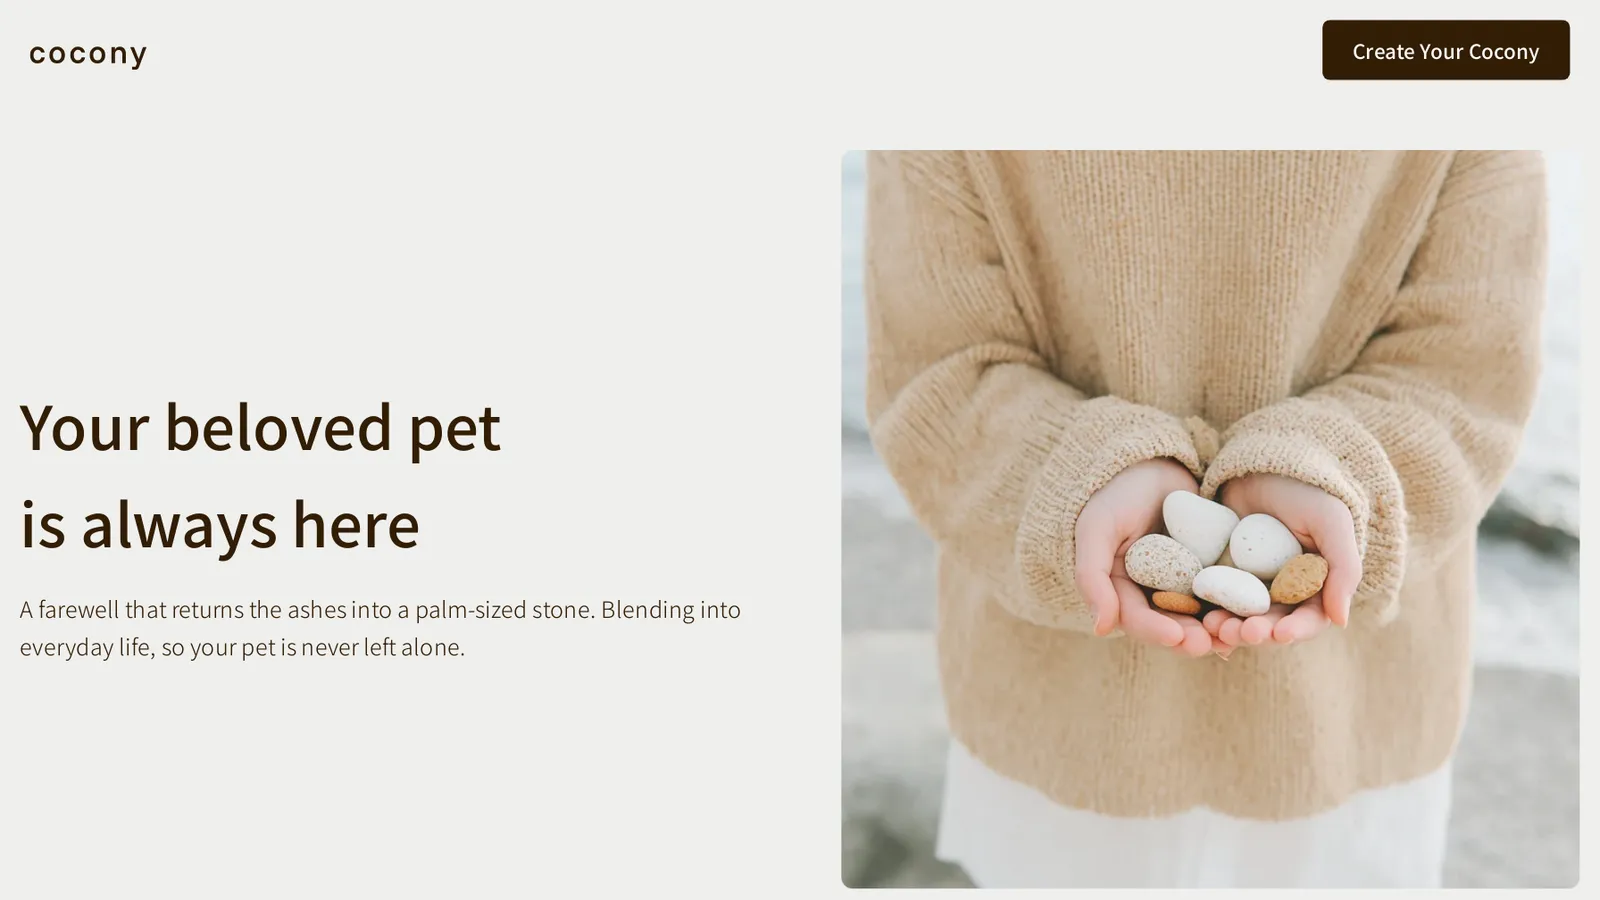 cocony
Create Your Cocony
Your beloved pet
is always here
A farewell that returns the ashes into a palm-sized stone. Blending into
everyday life, so your pet is never left alone.